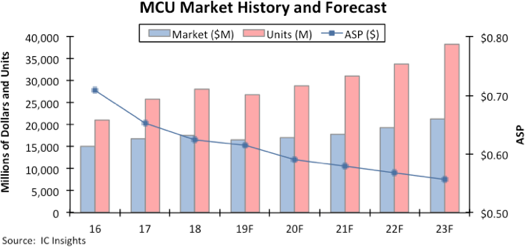 MCU Market History and Forecast
Market ($M) Units (M) ASP ($)
Millions of Dollars and Units
40,000
35,000
30,000
25,000
20,000
15,000
10,000
5,000
0
$0.80
$0.70
$0.60
$0.50
ASP
16 17 18 19F 20F 21F 22F 23F
Source: IC Insights